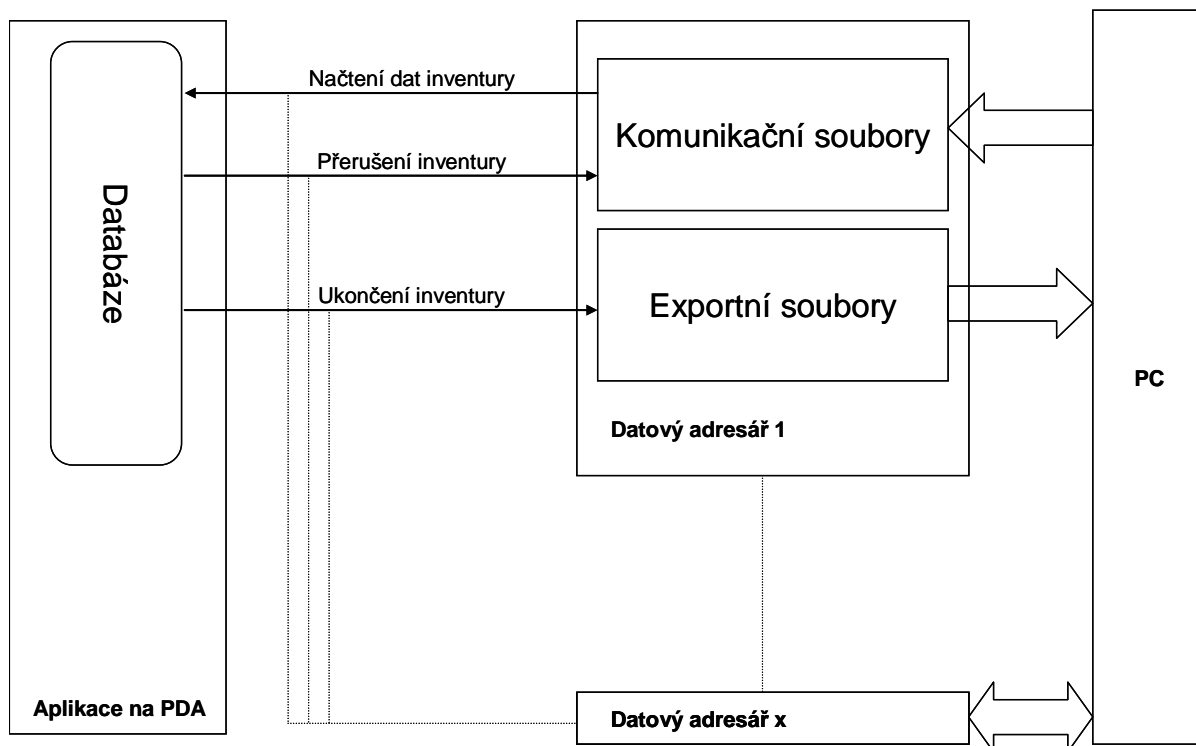 Načtení dat inventury
Komunikační soubory
Přerušení inventury
Databáze
Ukončení inventury
Exportní soubory
PC
Datový adresář 1
Aplikace na PDA
Datový adresář x